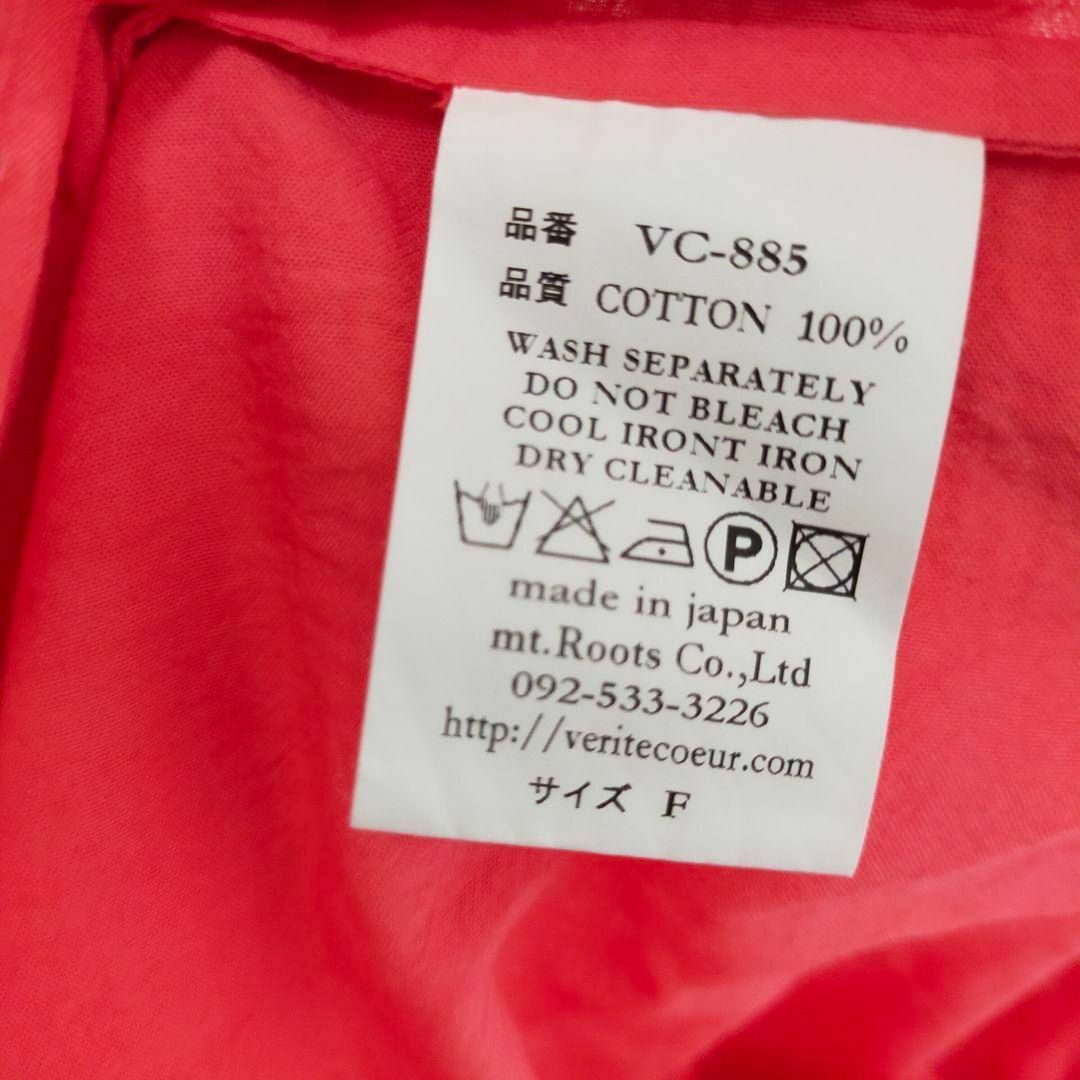 品番 VC-885
品質 COTTON 100%
WASH SEPARATELY
DO NOT BLEACH
COOL IRONT IRON
DRY CLEANABLE
P
made in japan
mt.Roots Co.,Ltd
092-533-3226
http://veritecoeur.com
サイズ F